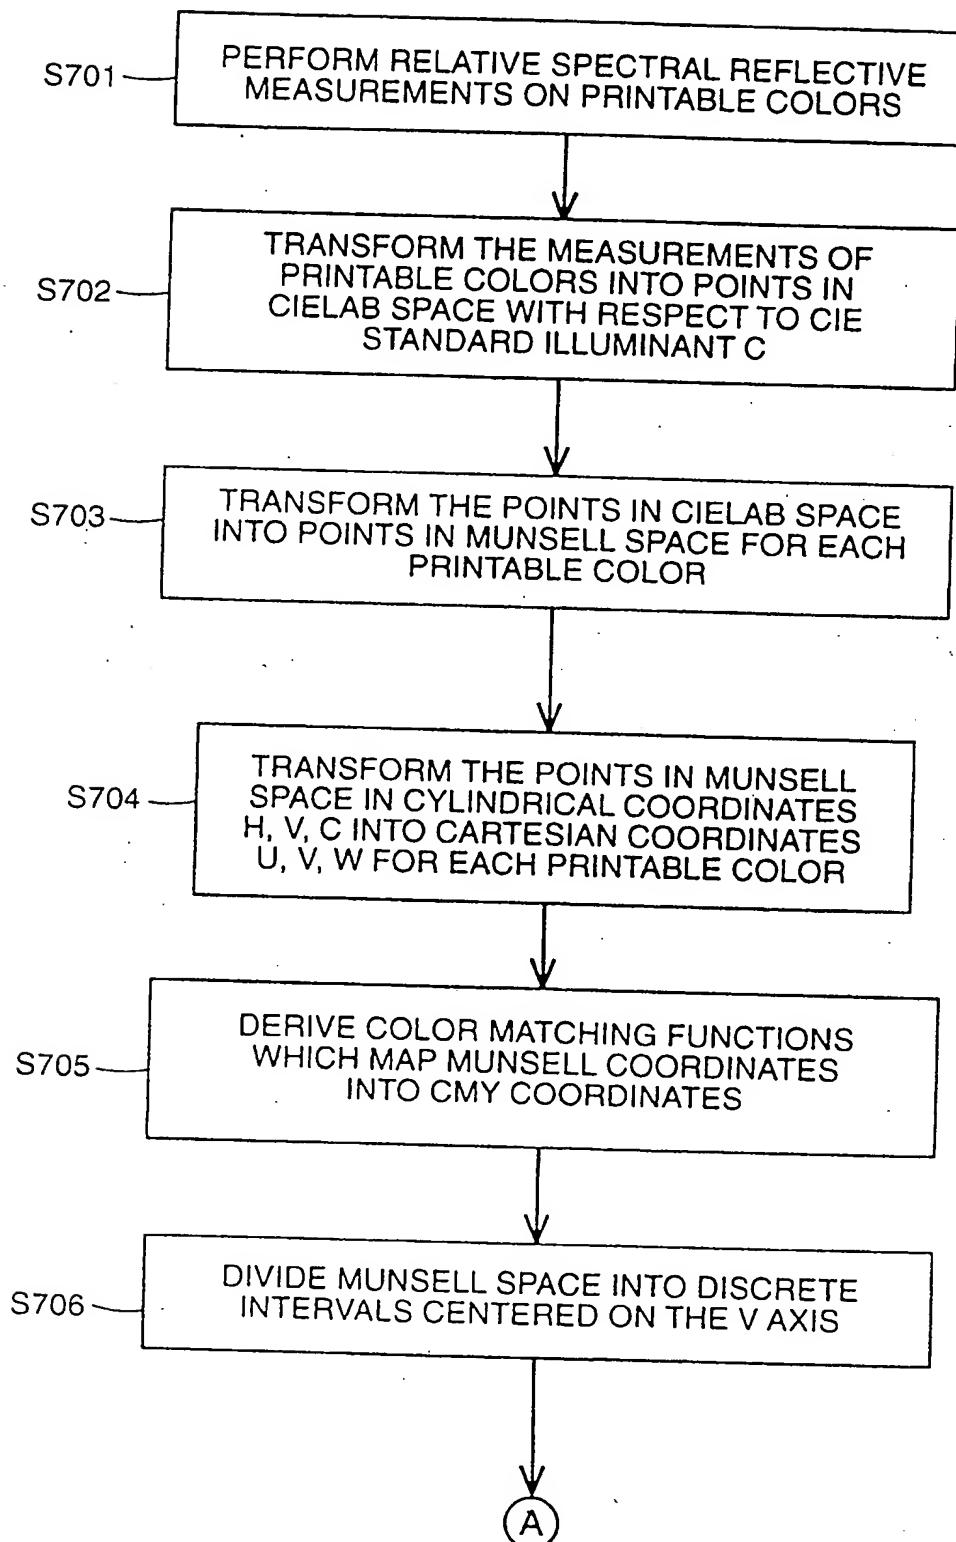 S701
PERFORM RELATIVE SPECTRAL REFLECTIVE
MEASUREMENTS ON PRINTABLE COLORS
S702
TRANSFORM THE MEASUREMENTS OF
PRINTABLE COLORS INTO POINTS IN
CIELAB SPACE WITH RESPECT TO CIE
STANDARD ILLUMINANT C
S703
TRANSFORM THE POINTS IN CIELAB SPACE
INTO POINTS IN MUNSELL SPACE FOR EACH
PRINTABLE COLOR
S704
TRANSFORM THE POINTS IN MUNSELL
SPACE IN CYLINDRICAL COORDINATES
H, V, C INTO CARTESIAN COORDINATES
U, V, W FOR EACH PRINTABLE COLOR
S705
DERIVE COLOR MATCHING FUNCTIONS
WHICH MAP MUNSELL COORDINATES
INTO CMY COORDINATES
S706
DIVIDE MUNSELL SPACE INTO DISCRETE
INTERVALS CENTERED ON THE V AXIS
A